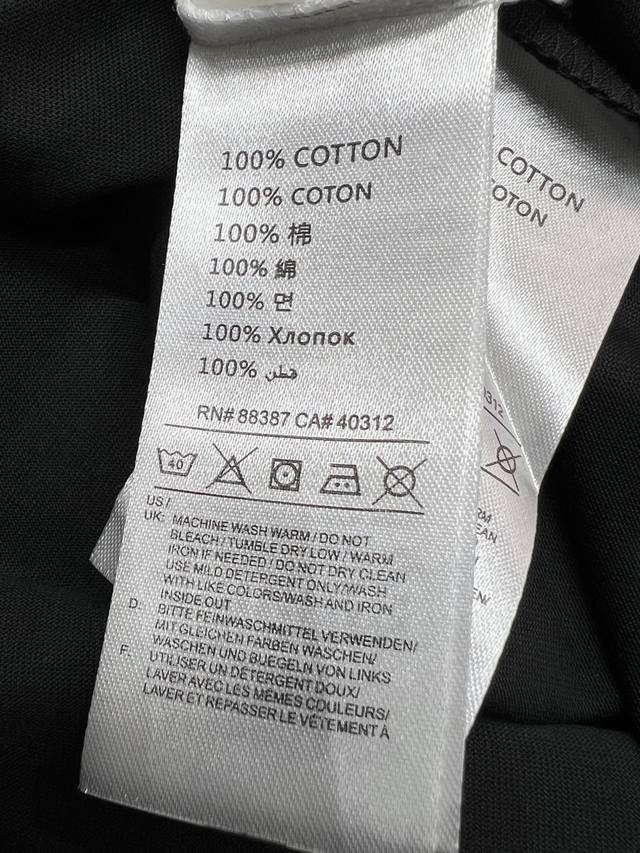 100% COTTON
100% COTON
100% 棉
100% 綿
100% 면
100% Хлопок
100% قطن
RN# 88387 CA# 40312
40
US /
UK: MACHINE WASH WARM / DO NOT
BLEACH / TUMBLE DRY LOW / WARM
IRON IF NEEDED / DO NOT DRY CLEAN
USE MILD DETERGENT ONLY/WASH
WITH LIKE COLORS/WASH AND IRON
INSIDE OUT
D: BITTE FEINWASCHMITTEL VERWENDEN/
MIT GLEICHEN FARBEN WASCHEN/
WASCHEN UND BUEGELN VON LINKS
F: UTILISER UN DÉTERGENT DOUX/
LAVER AVEC LES MÊMES COULEURS/
LAVER ET REPASSER LE VÊTEMENT À
COTTON
OTON
312